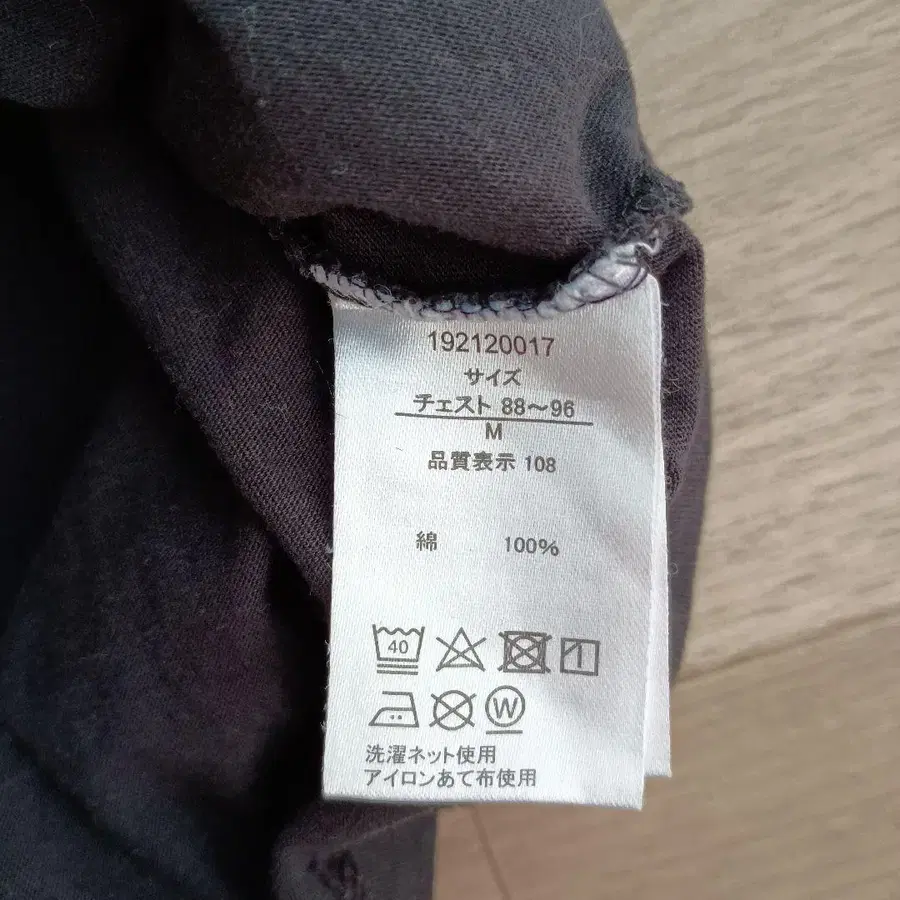 192120017
サイズ
チェスト 88～96
M
品質表示 108
綿 100%
40
W
洗濯ネット使用
アイロンあて布使用